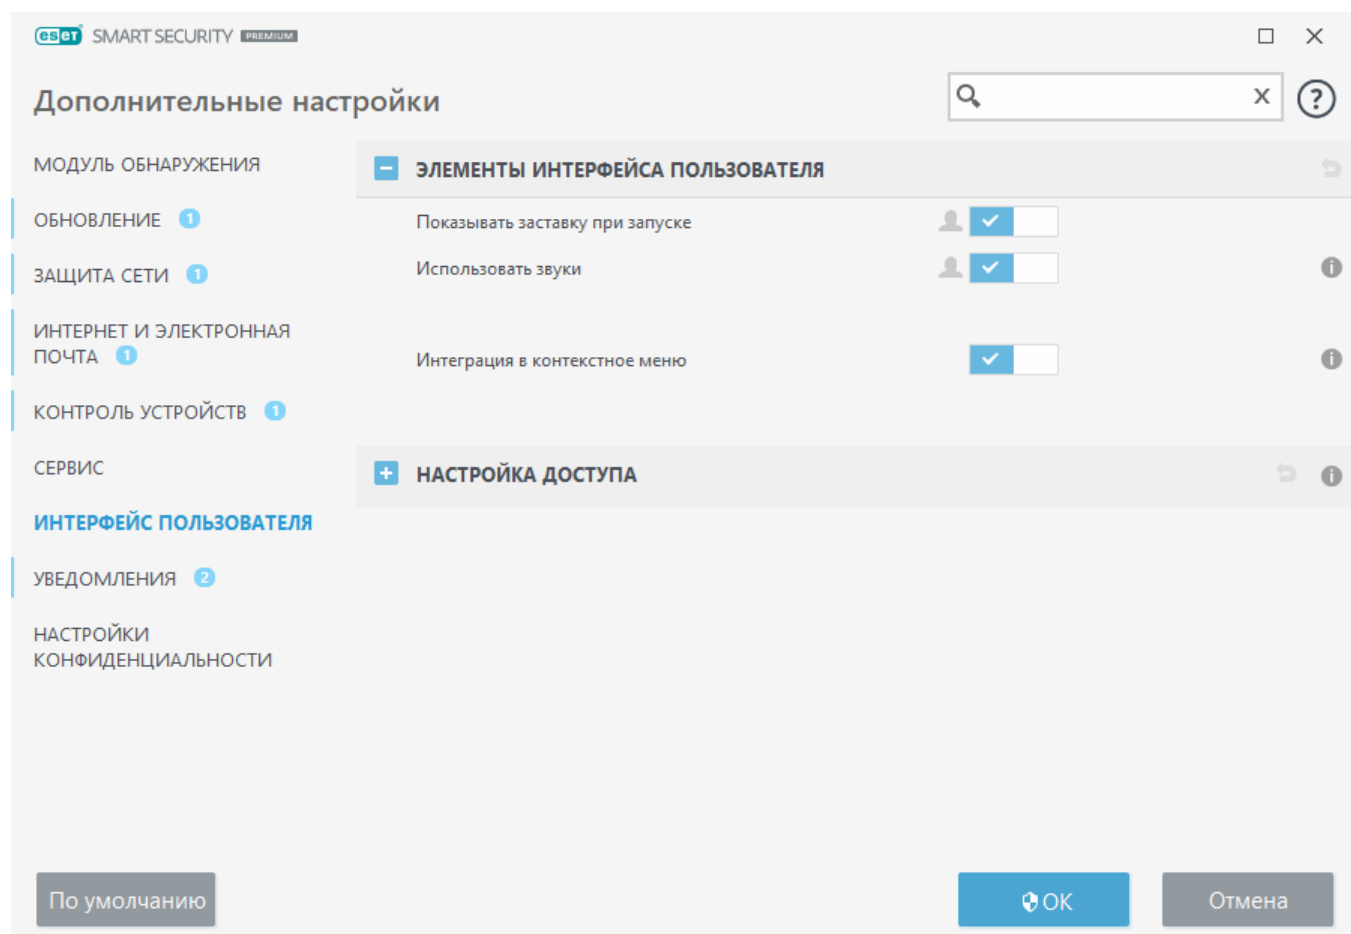 eset SMART SECURITY PREMIUM
Дополнительные настройки
x
?
МОДУЛЬ ОБНАРУЖЕНИЯ
ОБНОВЛЕНИЕ 1
ЗАЩИТА СЕТИ 1
ИНТЕРНЕТ И ЭЛЕКТРОННАЯ
ПОЧТА 1
КОНТРОЛЬ УСТРОЙСТВ 1
СЕРВИС
ИНТЕРФЕЙС ПОЛЬЗОВАТЕЛЯ
УВЕДОМЛЕНИЯ 2
НАСТРОЙКИ
КОНФИДЕНЦИАЛЬНОСТИ
ЭЛЕМЕНТЫ ИНТЕРФЕЙСА ПОЛЬЗОВАТЕЛЯ
Показывать заставку при запуске
Использовать звуки
Интеграция в контекстное меню
НАСТРОЙКА ДОСТУПА
По умолчанию
ОК
Отмена